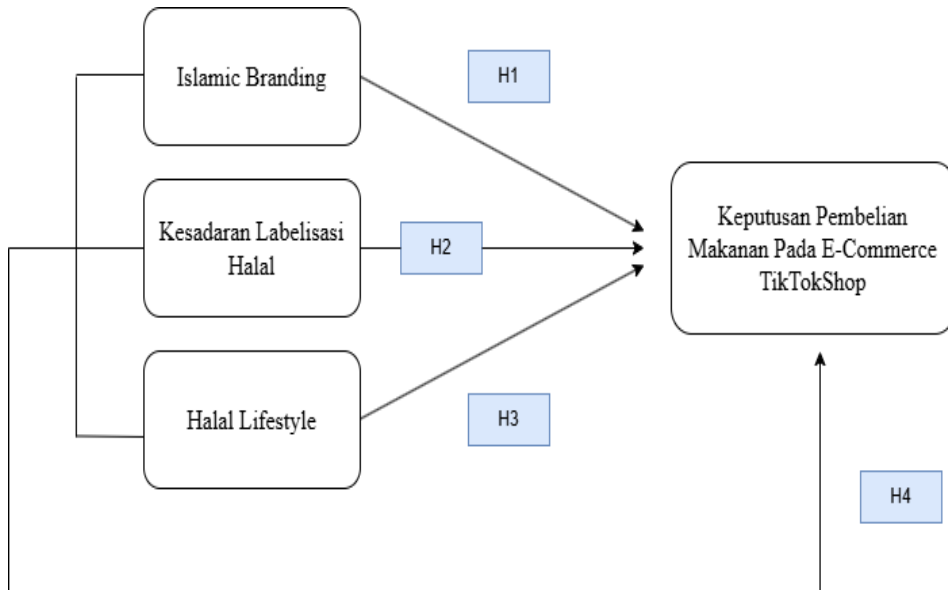 Islamic Branding
H1
Kesadaran Labelisasi
Halal
H2
Keputusan Pembelian
Makanan Pada E-Commerce
TikTokShop
Halal Lifestyle
H3
H4